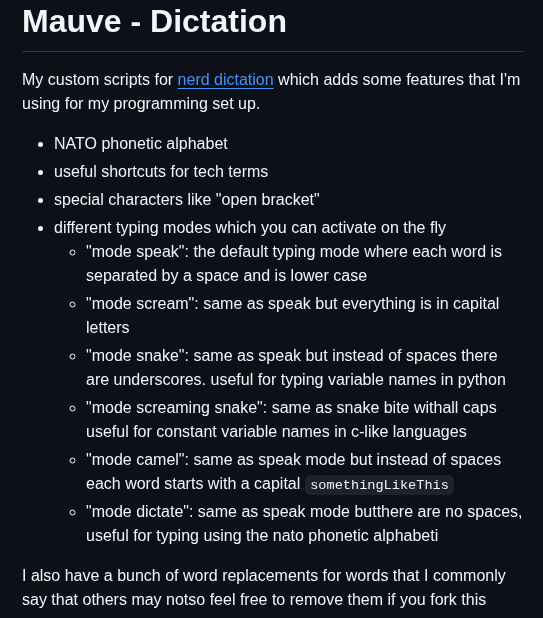 Mauve - Dictation
My custom scripts for nerd dictation which adds some features that I'm
using for my programming set up.
NATO phonetic alphabet
useful shortcuts for tech terms
special characters like "open bracket"
different typing modes which you can activate on the fly
"mode speak": the default typing mode where each word is
separated by a space and is lower case
"mode scream": same as speak but everything is in capital
letters
"mode snake": same as speak but instead of spaces there
are underscores. useful for typing variable names in python
"mode screaming snake": same as snake bite withall caps
useful for constant variable names in c-like languages
"mode camel": same as speak mode but instead of spaces
each word starts with a capital somethingLikeThis
"mode dictate": same as speak mode butthere are no spaces,
useful for typing using the nato phonetic alphabeti
I also have a bunch of word replacements for words that I commonly
say that others may notso feel free to remove them if you fork this